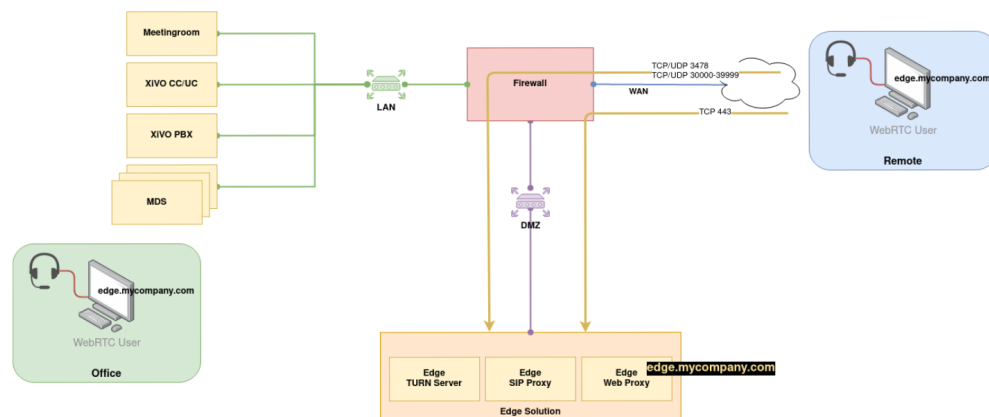 Meetingroom
XiVO CC/UC
XiVO PBX
MDS
LAN
Firewall
TCP/UDP 3478
TCP/UDP 30000-39999
WAN
TCP 443
edge.mycompany.com
WebRTC User
Remote
DMZ
edge.mycompany.com
WebRTC User
Office
Edge
TURN Server
Edge
SIP Proxy
Edge
Web Proxy
edge.mycompany.com
Edge Solution